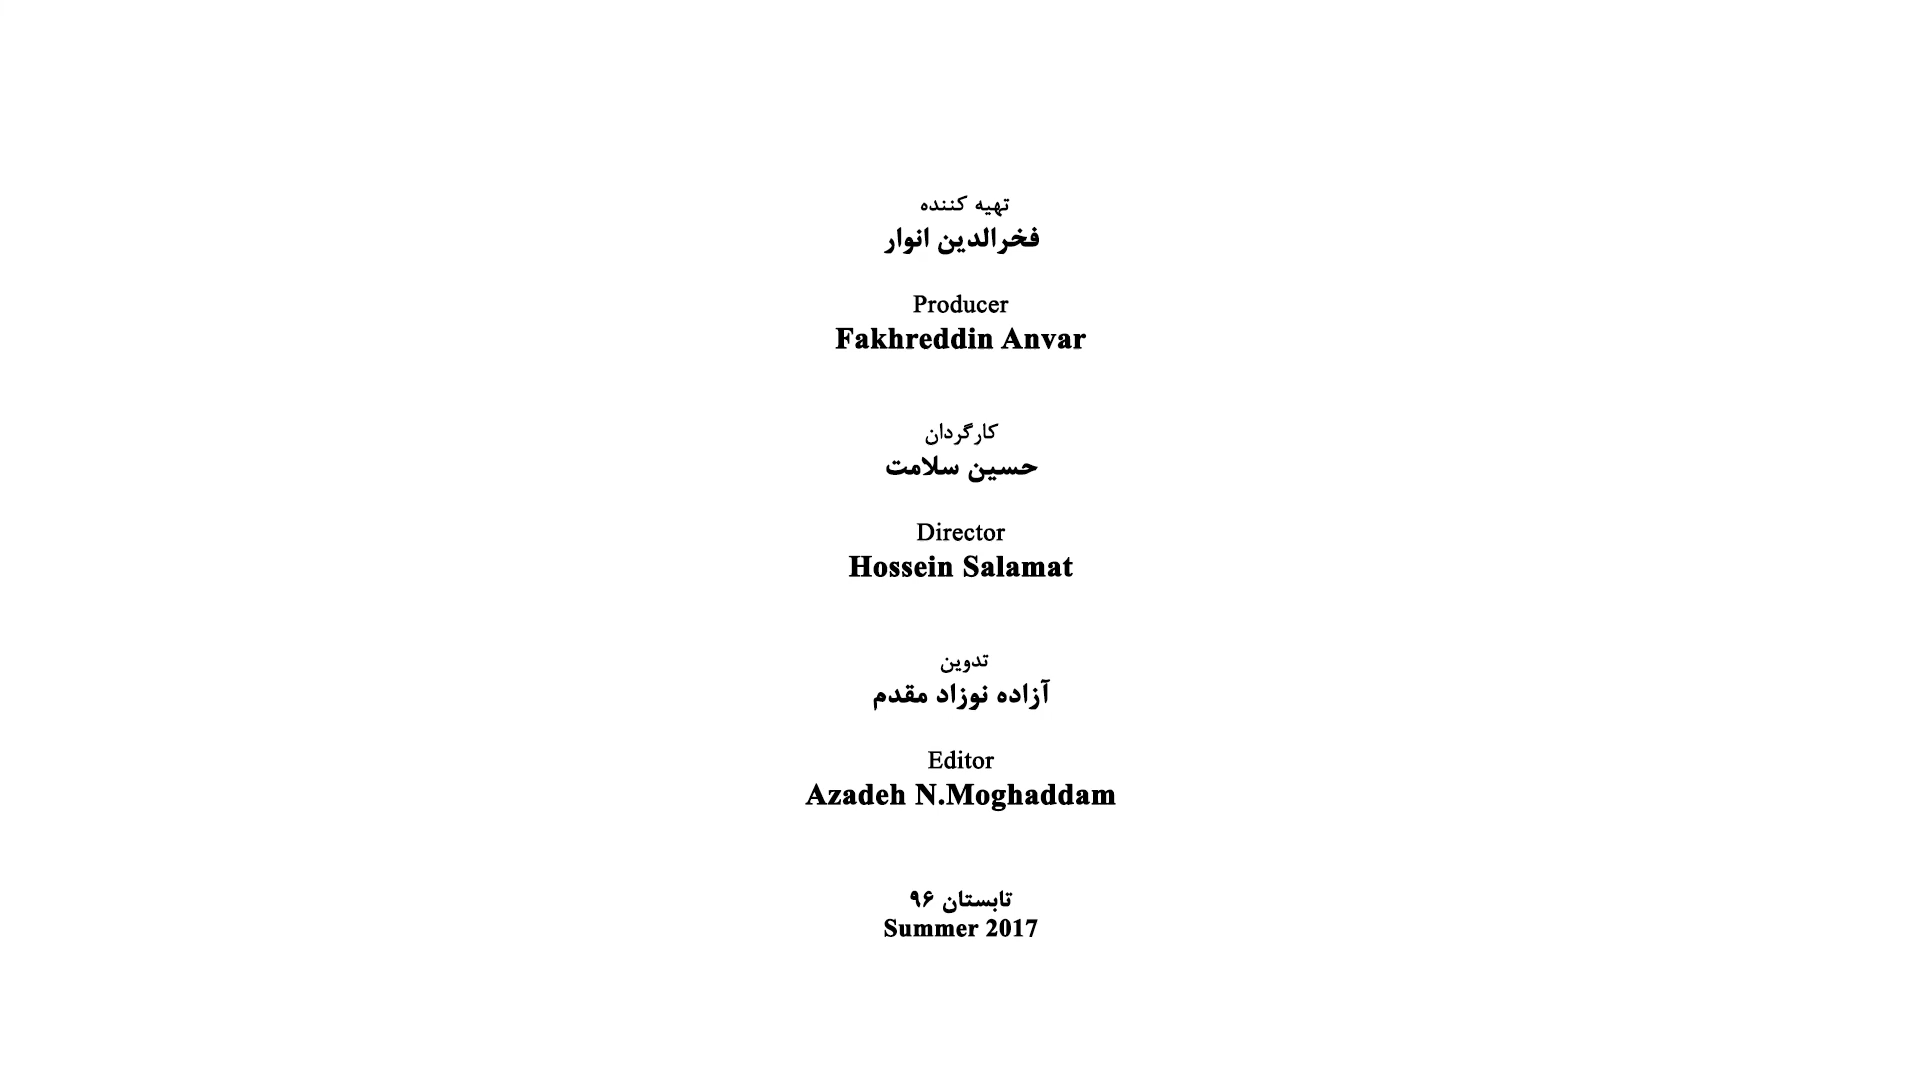 تهیه کننده
فخرالدین انوار
Producer
Fakhreddin Anvar
کارگردان
حسین سلامت
Director
Hossein Salamat
تدوین
آزاده نوزاد مقدم
Editor
Azadeh N.Moghaddam
تابستان ۹۶
Summer 2017